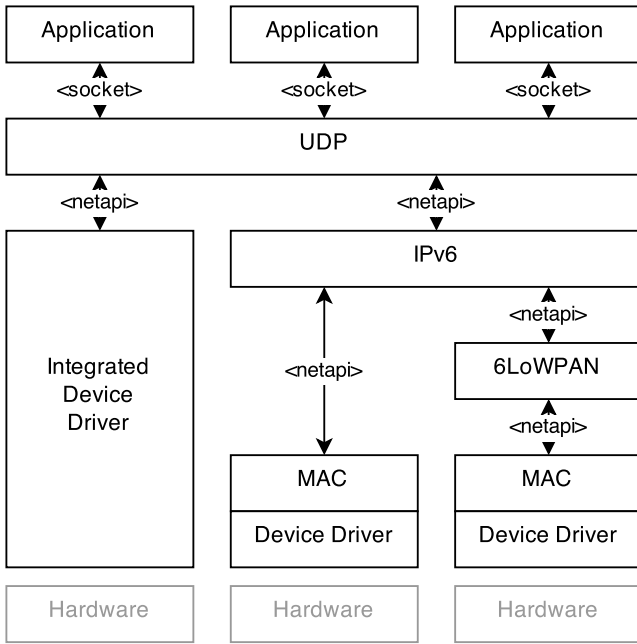 Application Application Application
<socket> <socket> <socket>
UDP
<netapi> <netapi>
IPv6
<netapi>
Integrated
Device
Driver
<netapi>
6LoWPAN
<netapi>
MAC MAC
Device Driver Device Driver
Hardware Hardware Hardware